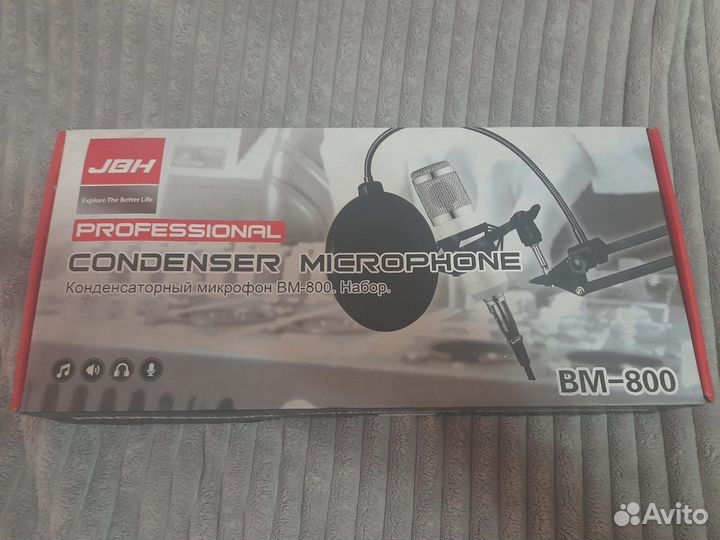 JBH
Explore The Better Life
PROFESSIONAL
CONDENSER MICROPHONE
Конденсаторный микрофон BM-800. Набор.
BM-800
Avito